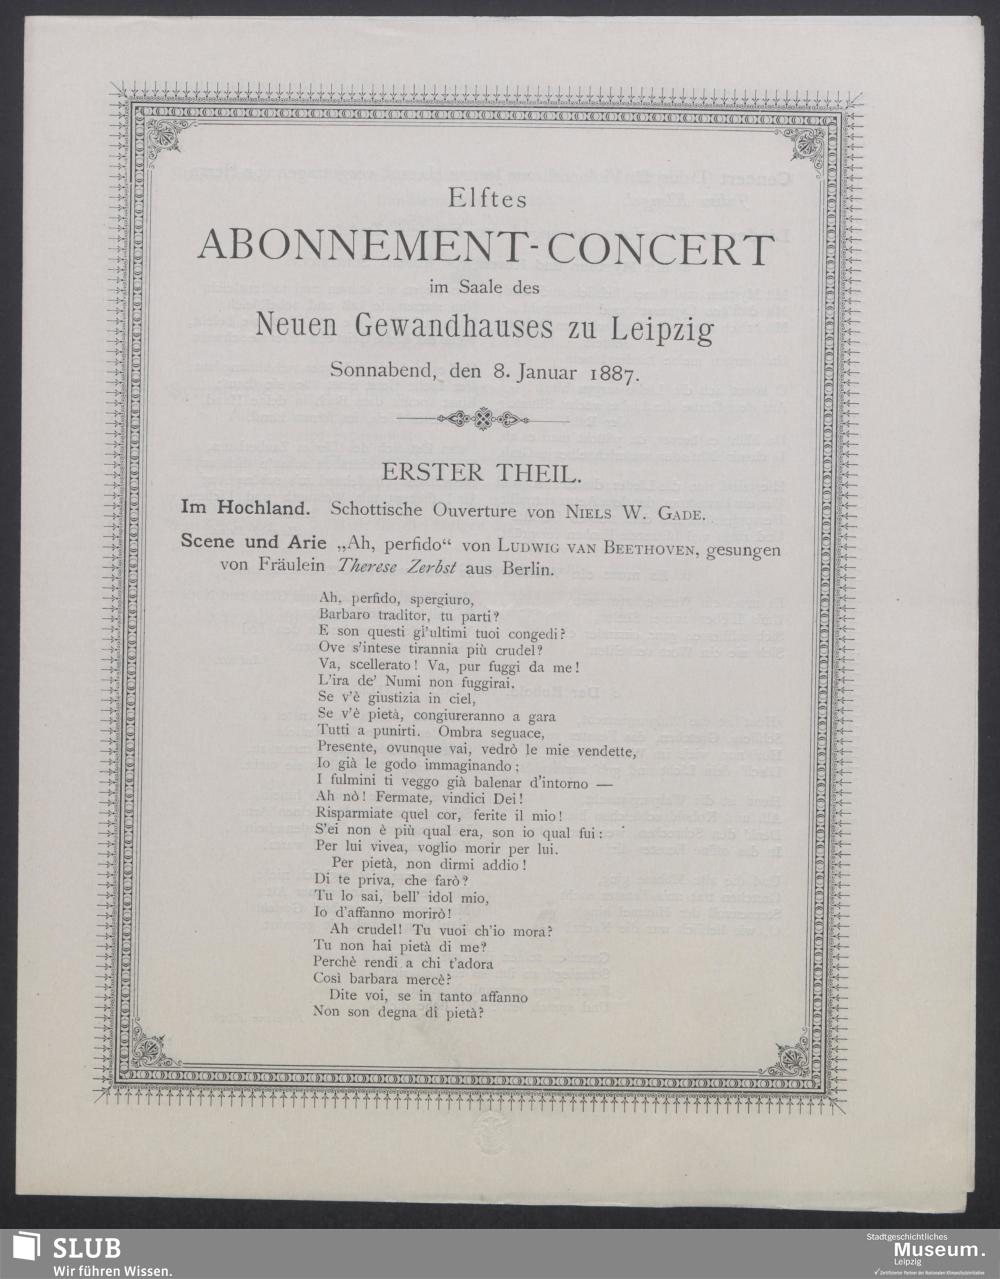 Elftes
ABONNEMENT-CONCERT
im Saale des
Neuen Gewandhauses zu Leipzig
Sonnabend, den 8. Januar 1887.
ERSTER THEIL.
Im Hochland. Schottische Ouverture von NIELS W. GADE.
Scene und Arie „Ah, perfido“ von LUDWIG VAN BEETHOVEN, gesungen
von Fräulein Therese Zerbst aus Berlin.
Ah, perfido, spergiuro,
Barbaro traditor, tu parti?
E son questi gl'ultimi tuoi congedi?
Ove s'intese tirannia più crudel?
Va, scellerato! Va, pur fuggi da me!
L'ira de' Numi non fuggirai.
Se v'è giustizia in ciel,
Se v'è pietà, congiureranno a gara
Tutti a punirti. Ombra seguace,
Presente, ovunque vai, vedrò le mie vendette,
Io già le godo immaginando;
I fulmini ti veggo già balenar d'intorno —
Ah nò! Fermate, vindici Dei!
Risparmiate quel cor, ferite il mio!
S'ei non è più qual era, son io qual fui:
Per lui vivea, voglio morir per lui.
Per pietà, non dirmi addio!
Di te priva, che farò?
Tu lo sai, bell' idol mio,
Io d'affanno morirò!
Ah crudel! Tu vuoi ch'io mora?
Tu non hai pietà di me?
Perchè rendi a chi t'adora
Così barbara mercè?
Dite voi, se in tanto affanno
Non son degna di pietà?
SLUB
Wir führen Wissen.
Stadtgeschichtliches
Museum.
Leipzig
Zertifizierter Partner der Nationalen Klimaschutzinitiative